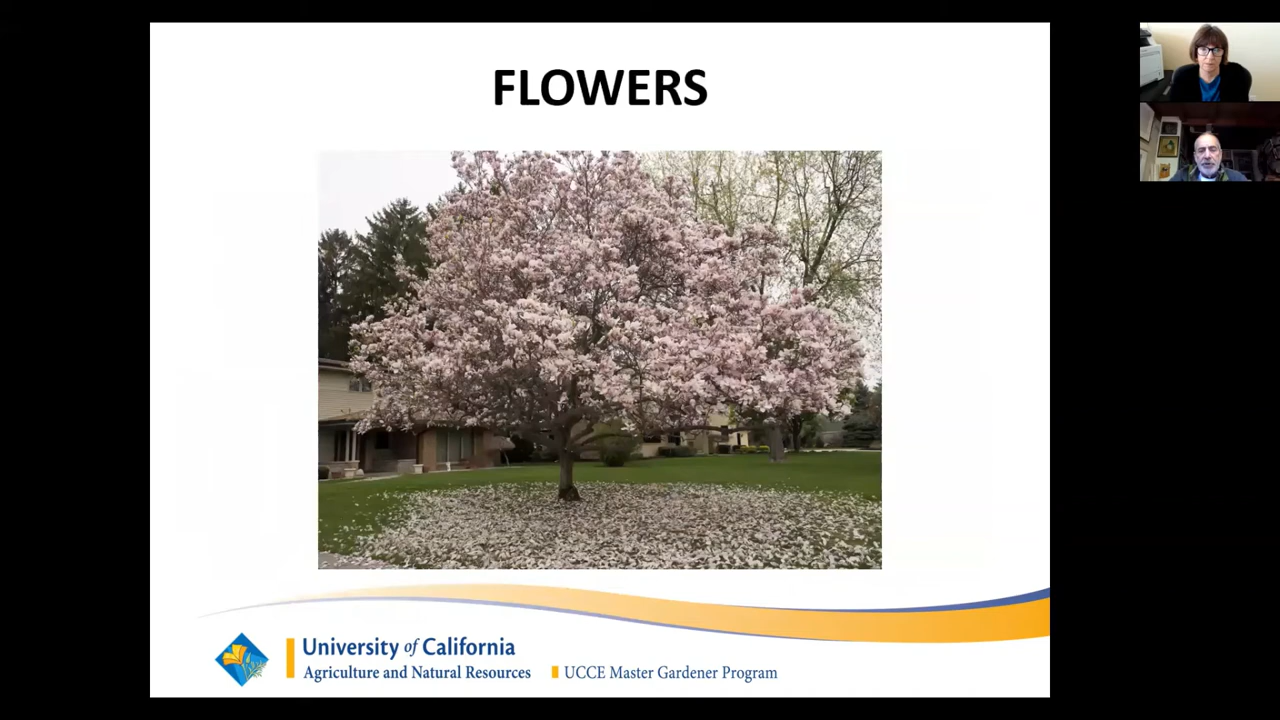 FLOWERS
University of California
Agriculture and Natural Resources
UCCE Master Gardener Program